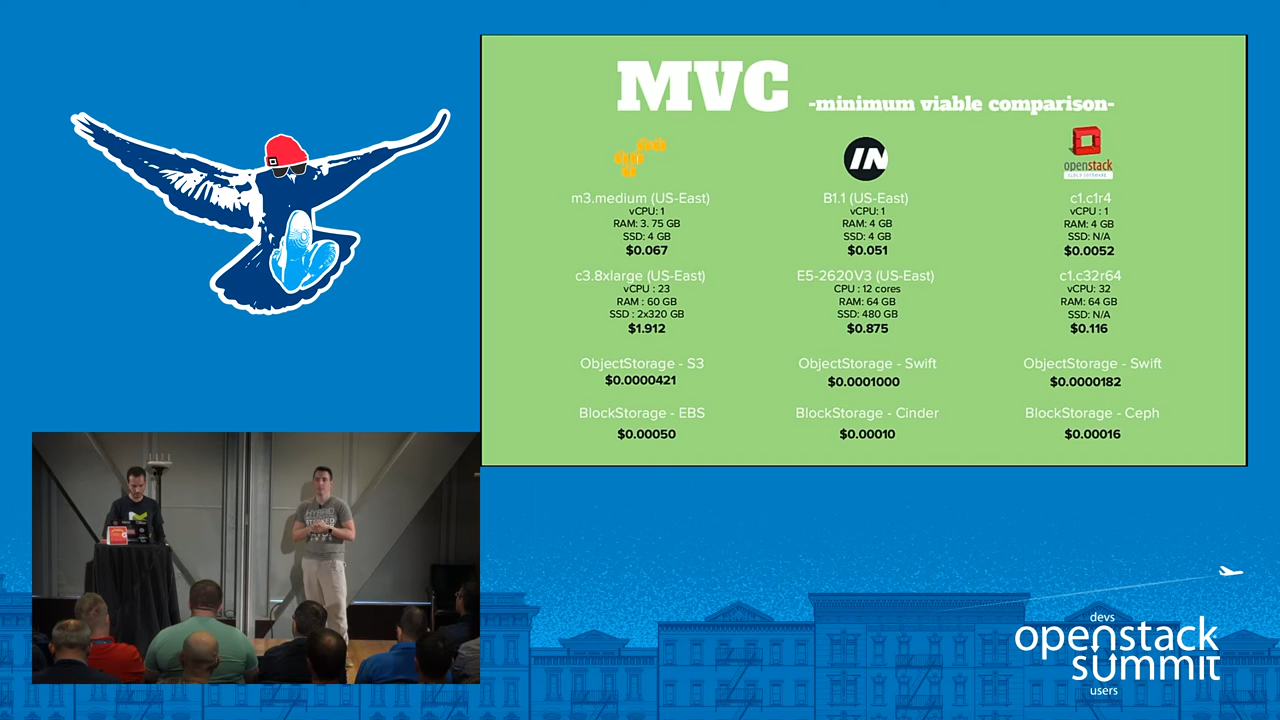 MVC -minimum viable comparison-
IN
openstack
CLOUD SOFTWARE
m3.medium (US-East)
vCPU: 1
RAM: 3. 75 GB
SSD: 4 GB
$0.067
B1.1 (US-East)
vCPU: 1
RAM: 4 GB
SSD: 4 GB
$0.051
c1.c1r4
vCPU : 1
RAM: 4 GB
SSD: N/A
$0.0052
c3.8xlarge (US-East)
vCPU : 23
RAM : 60 GB
SSD : 2x320 GB
$1.912
E5-2620V3 (US-East)
CPU : 12 cores
RAM: 64 GB
SSD: 480 GB
$0.875
c1.c32r64
vCPU: 32
RAM: 64 GB
SSD: N/A
$0.116
ObjectStorage - S3
$0.0000421
ObjectStorage - Swift
$0.0001000
ObjectStorage - Swift
$0.0000182
BlockStorage - EBS
$0.00050
BlockStorage - Cinder
$0.00010
BlockStorage - Ceph
$0.00016
HYBRID
STACKED
devs
openstack
summit
users